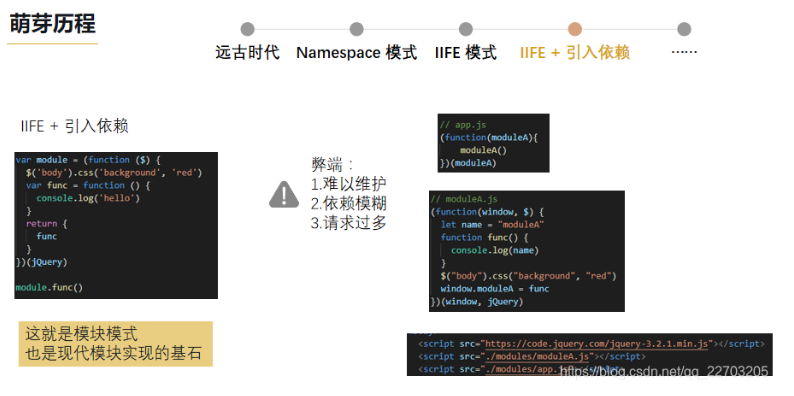 萌芽历程
远古时代
Namespace 模式
IIFE 模式
IIFE + 引入依赖
······
IIFE + 引入依赖
var module = (function ($) {
  $('body').css('background', 'red')
  var func = function () {
    console.log('hello')
  }
  return {
    func
  }
})(jQuery)
module.func()
这就是模块模式
也是现代模块实现的基石
弊端：
1.难以维护
2.依赖模糊
3.请求过多
// app.js
(function(moduleA){
    moduleA()
})(moduleA)
// moduleA.js
(function(window, $) {
  let name = "moduleA"
  function func() {
    console.log(name)
  }
  $("body").css("background", "red")
  window.moduleA = func
})(window, jQuery)
<script src="https://code.jquery.com/jquery-3.2.1.min.js"></script>
<script src="./modules/moduleA.js"></script>
<script src="./modules/app.js"></script>
https://blog.csdn.net/qq_22703205